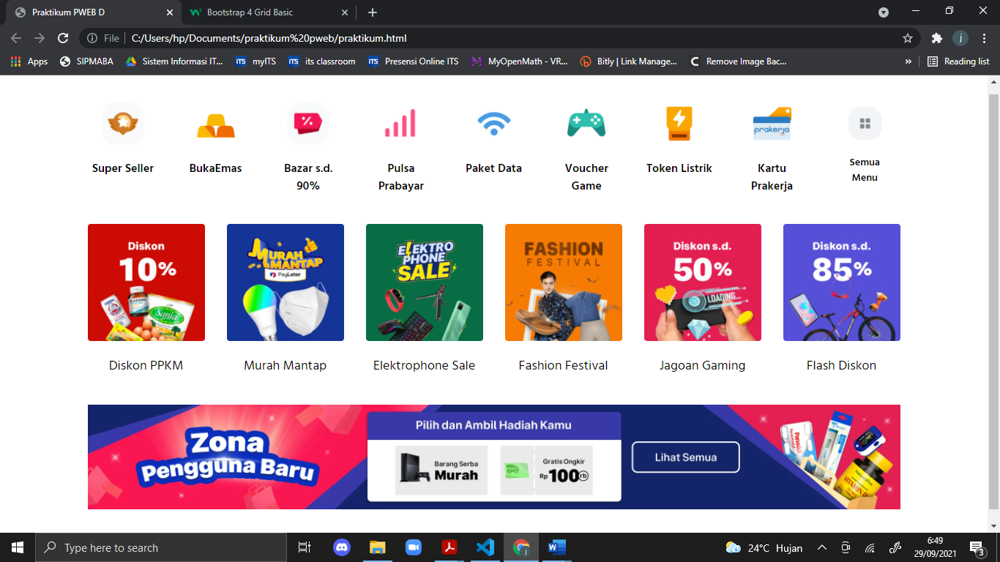 Praktikum PWEB D
Bootstrap 4 Grid Basic
File
C:/Users/hp/Documents/praktikum%20pweb/praktikum.html
j
Apps
SIPMABA
Sistem Informasi IT...
ITS
myITS
ITS
its classroom
ITS
Presensi Online ITS
MyOpenMath - VR...
Bitly | Link Manage...
Remove Image Bac...
»
Reading list
prakerja
Super Seller
BukaEmas
Bazar s.d.
90%
Pulsa
Prabayar
Paket Data
Voucher
Game
Token Listrik
Kartu
Prakerja
Semua
Menu
Diskon
10%
Sania
MURAH
MANTAP
PayLater
ELEKTRO
PHONE
SALE
FASHION
FESTIVAL
Diskon s.d.
50%
LOADING...
Diskon s.d.
85%
Diskon PPKM
Murah Mantap
Elektrophone Sale
Fashion Festival
Jagoan Gaming
Flash Diskon
Zona
Pengguna Baru
Pilih dan Ambil Hadiah Kamu
Barang Serba
Murah
Gratis Ongkir
Rp 100rb
Lihat Semua
Type here to search
24°C Hujan
6:49
29/09/2021
3